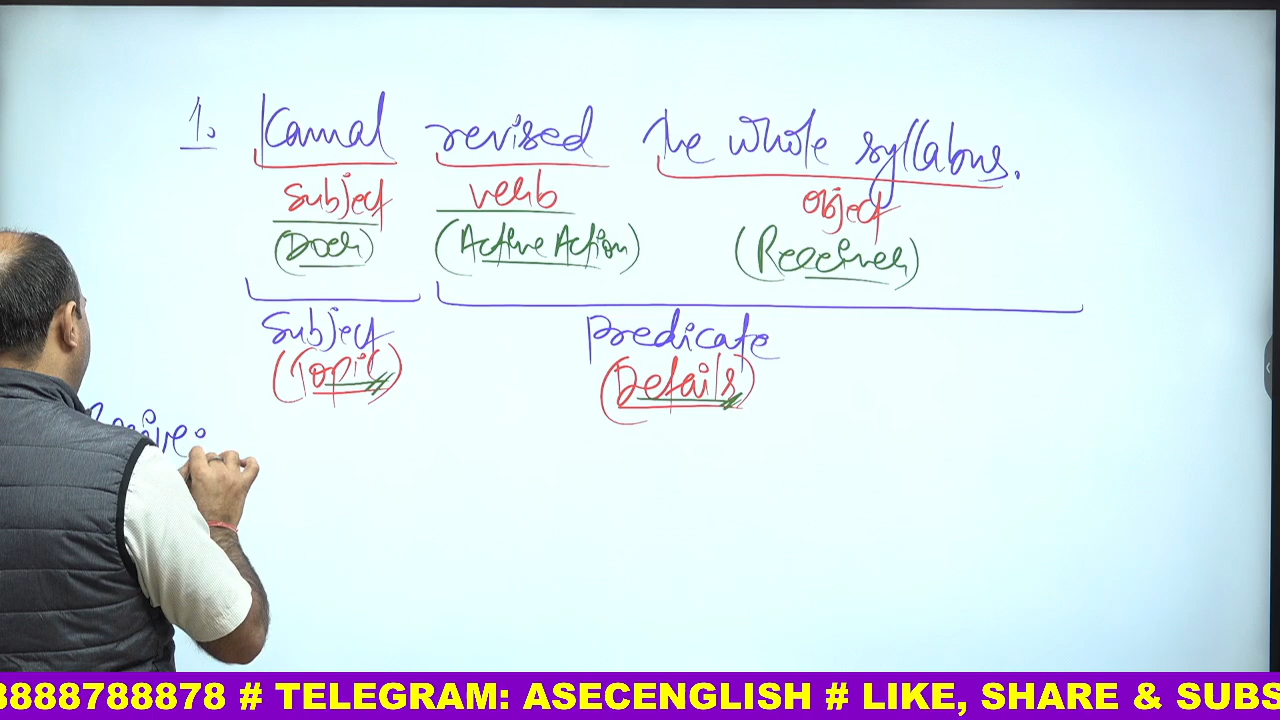 1. Kamal revised the whole syllabus.
Subject verb object
(Doer) (Active Action) (Receiver)
Subject Predicate
(Topic) (Details)
8888788878 # TELEGRAM: ASECENGLISH # LIKE, SHARE & SUBS